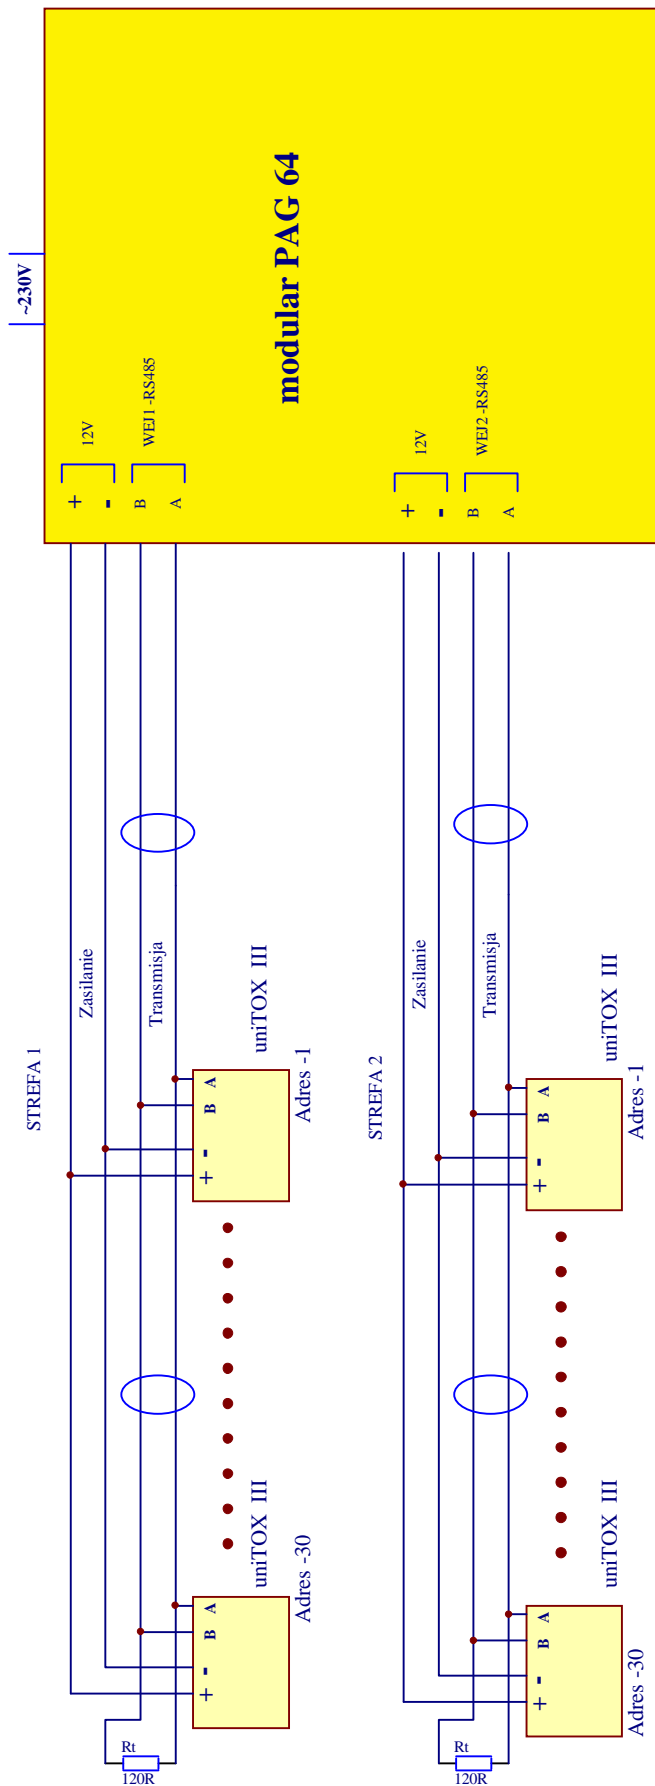 ~230V
modular PAG 64
12V
WEJ1 -RS485
+
-
B
A
12V
WEJ2 -RS485
+
-
B
A
STREFA 1
Zasilanie
Transmisja
uniTOX III
Adres -1
A
B
-
+
uniTOX III
Adres -30
A
B
-
+
Rt
120R
STREFA 2
Zasilanie
Transmisja
uniTOX III
Adres -1
A
B
-
+
uniTOX III
Adres -30
A
B
-
+
Rt
120R